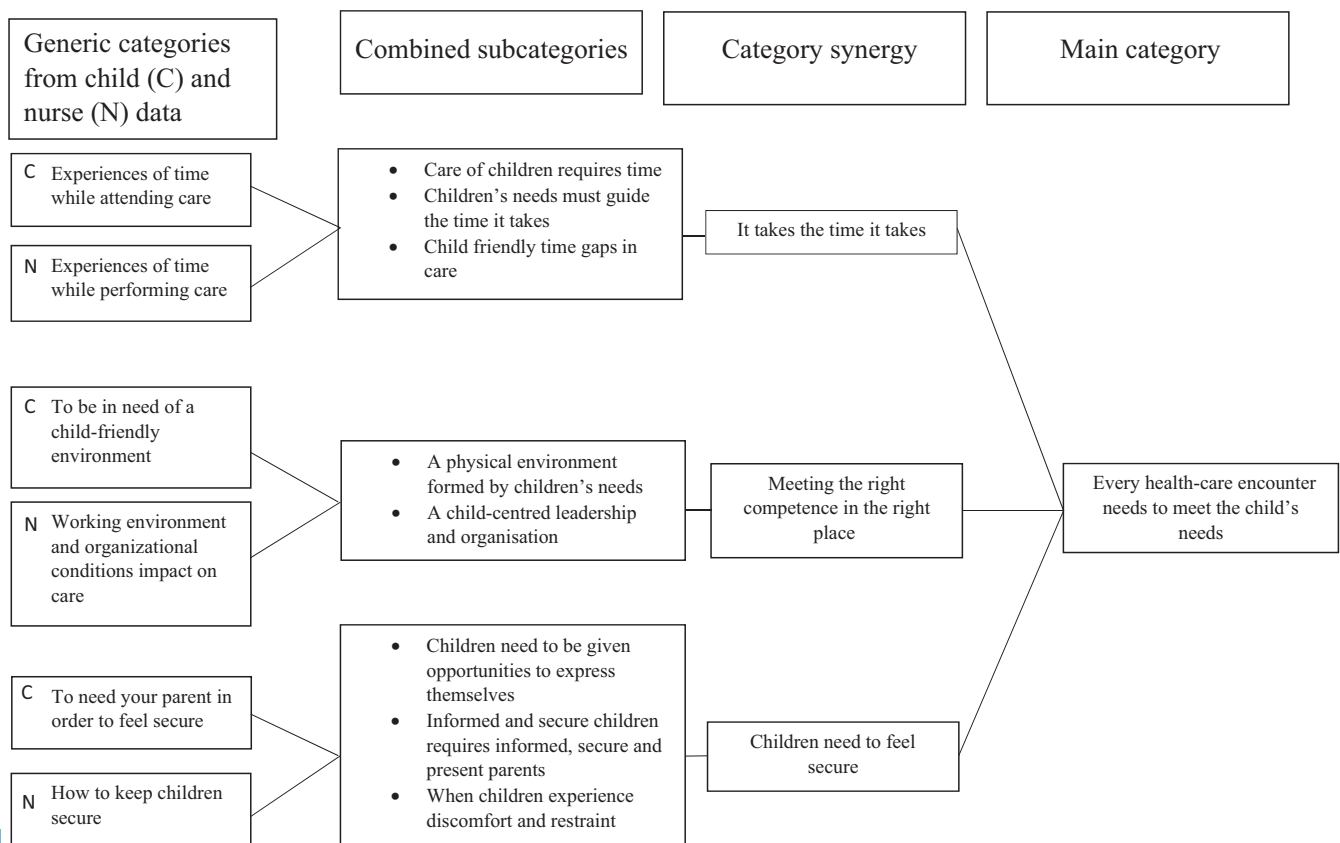 Generic categories
from child (C) and
nurse (N) data
Combined subcategories
Category synergy
Main category
C Experiences of time
while attending care
N Experiences of time
while performing care
• Care of children requires time
• Children’s needs must guide
the time it takes
• Child friendly time gaps in
care
It takes the time it takes
C To be in need of a
child-friendly
environment
N Working environment
and organizational
conditions impact on
care
• A physical environment
formed by children’s needs
• A child-centred leadership
and organisation
Meeting the right
competence in the right
place
Every health-care encounter
needs to meet the child’s
needs
C To need your parent in
order to feel secure
N How to keep children
secure
• Children need to be given
opportunities to express
themselves
• Informed and secure children
requires informed, secure and
present parents
• When children experience
discomfort and restraint
Children need to feel
secure